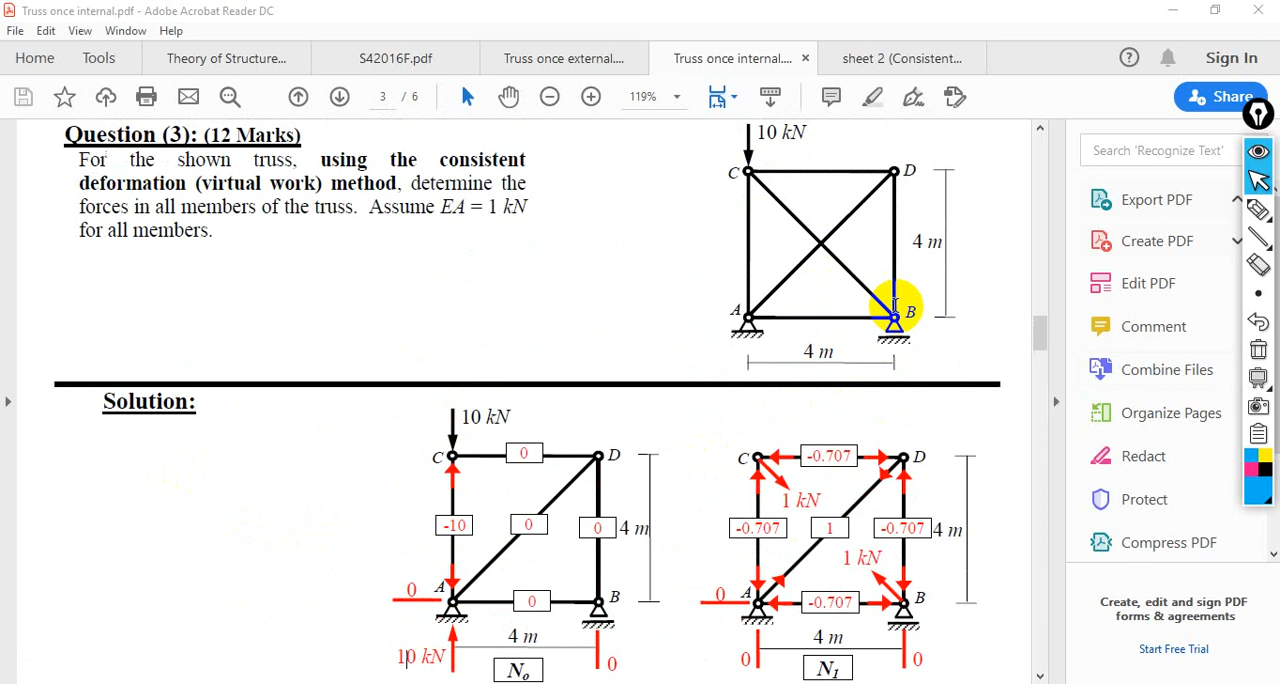 Truss once internal.pdf - Adobe Acrobat Reader DC
File Edit View Window Help
Home Tools Theory of Structure... S42016F.pdf Truss once external.... Truss once internal.... × sheet 2 (Consistent... Sign In
3 / 6 119% Share
Question (3): (12 Marks)
For the shown truss, using the consistent
deformation (virtual work) method, determine the
forces in all members of the truss. Assume EA = 1 kN
for all members.
10 kN
C D
4 m
A B
4 m
Solution:
10 kN
C 0 D
-10 0 0 4 m
0 A 0 B
4 m
10 kN 0
No
C -0.707 D
1 kN
-0.707 1 -0.707 4 m
1 kN
0 A -0.707 B
4 m
0 0
N1
Search 'Recognize Text'
Export PDF
Create PDF
Edit PDF
Comment
Combine Files
Organize Pages
Redact
Protect
Compress PDF
Create, edit and sign PDF
forms & agreements
Start Free Trial